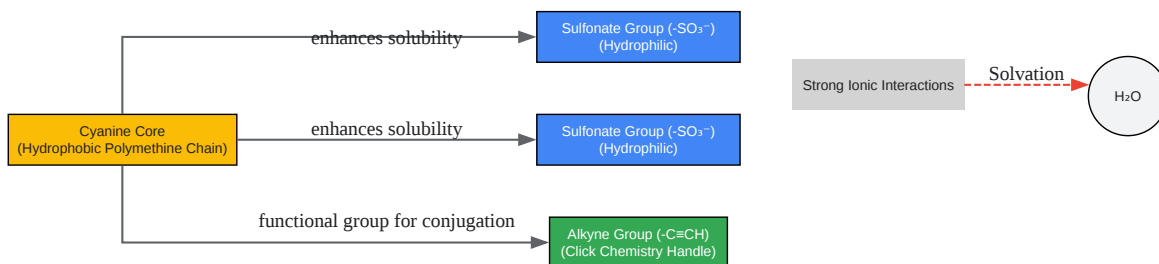 enhances solubility
Sulfonate Group (-SO₃⁻)
(Hydrophilic)
Strong Ionic Interactions
Solvation
H₂O
Cyanine Core
(Hydrophobic Polymethine Chain)
enhances solubility
Sulfonate Group (-SO₃⁻)
(Hydrophilic)
functional group for conjugation
Alkyne Group (-C≡CH)
(Click Chemistry Handle)